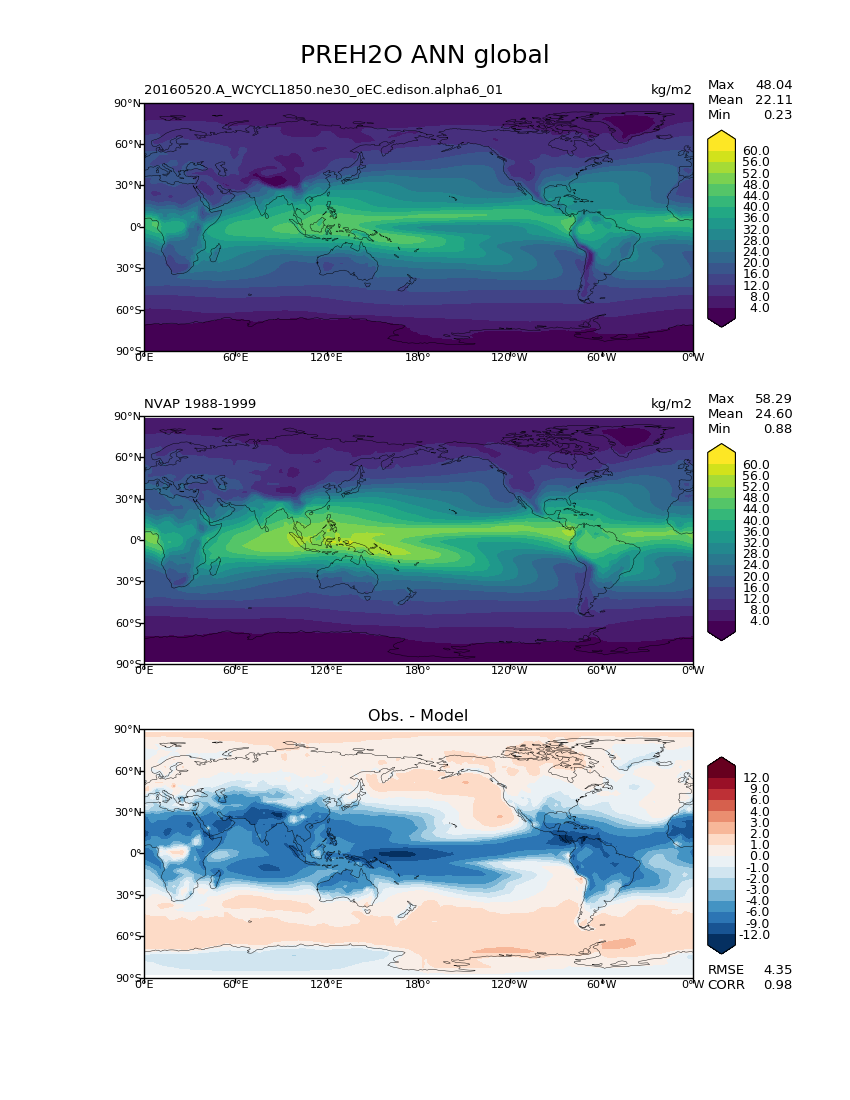 PREH2O ANN global
20160520.A_WCYCL1850.ne30_oEC.edison.alpha6_01 kg/m2
Max 48.04
Mean 22.11
Min 0.23
90°N
60°N
30°N
0°
30°S
60°S
90°S
0°E 60°E 120°E 180° 120°W 60°W 0°W
60.0
56.0
52.0
48.0
44.0
40.0
36.0
32.0
28.0
24.0
20.0
16.0
12.0
8.0
4.0
NVAP 1988-1999 kg/m2
Max 58.29
Mean 24.60
Min 0.88
90°N
60°N
30°N
0°
30°S
60°S
90°S
0°E 60°E 120°E 180° 120°W 60°W 0°W
60.0
56.0
52.0
48.0
44.0
40.0
36.0
32.0
28.0
24.0
20.0
16.0
12.0
8.0
4.0
Obs. - Model
90°N
60°N
30°N
0°
30°S
60°S
90°S
0°E 60°E 120°E 180° 120°W 60°W 0°W
12.0
9.0
6.0
4.0
3.0
2.0
1.0
0.0
-1.0
-2.0
-3.0
-4.0
-6.0
-9.0
-12.0
RMSE 4.35
CORR 0.98